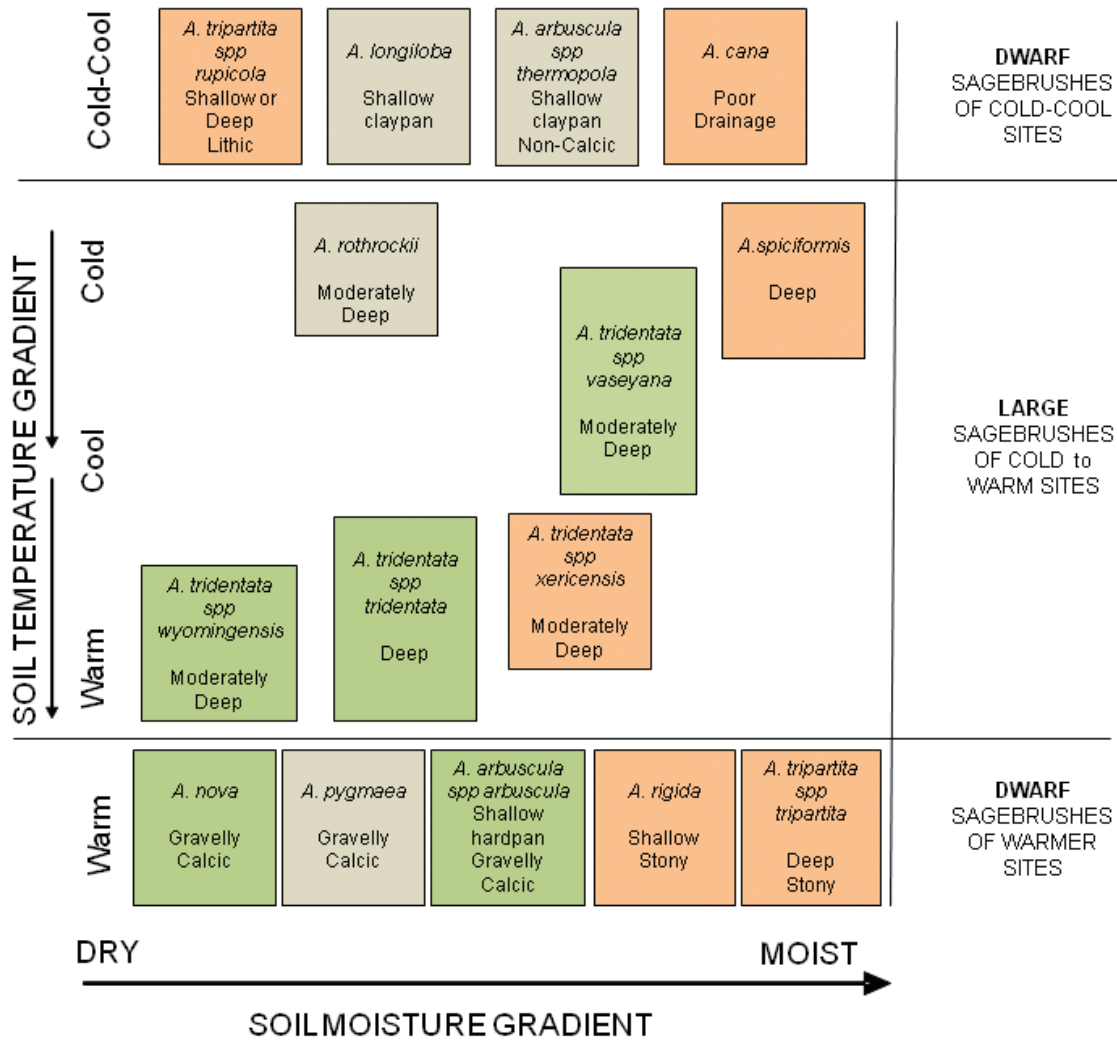 Cold-Cool
A. tripartita
spp
rupicola
Shallow or
Deep
Lithic
A. longiloba
Shallow
claypan
A. arbuscula
spp
thermopola
Shallow
claypan
Non-Calcic
A. cana
Poor
Drainage
DWARF
SAGEBRUSHES
OF COLD-COOL
SITES
SOIL TEMPERATURE GRADIENT
Cold
Cool
Warm
A. rothrockii
Moderately
Deep
A.spiciformis
Deep
A. tridentata
spp
vaseyana
Moderately
Deep
A. tridentata
spp
wyomingensis
Moderately
Deep
A. tridentata
spp
tridentata
Deep
A. tridentata
spp
xericensis
Moderately
Deep
LARGE
SAGEBRUSHES
OF COLD to
WARM SITES
Warm
A. nova
Gravelly
Calcic
A. pygmaea
Gravelly
Calcic
A. arbuscula
spp arbuscula
Shallow
hardpan
Gravelly
Calcic
A. rigida
Shallow
Stony
A. tripartita
spp
tripartita
Deep
Stony
DWARF
SAGEBRUSHES
OF WARMER
SITES
DRY
MOIST
SOIL MOISTURE GRADIENT